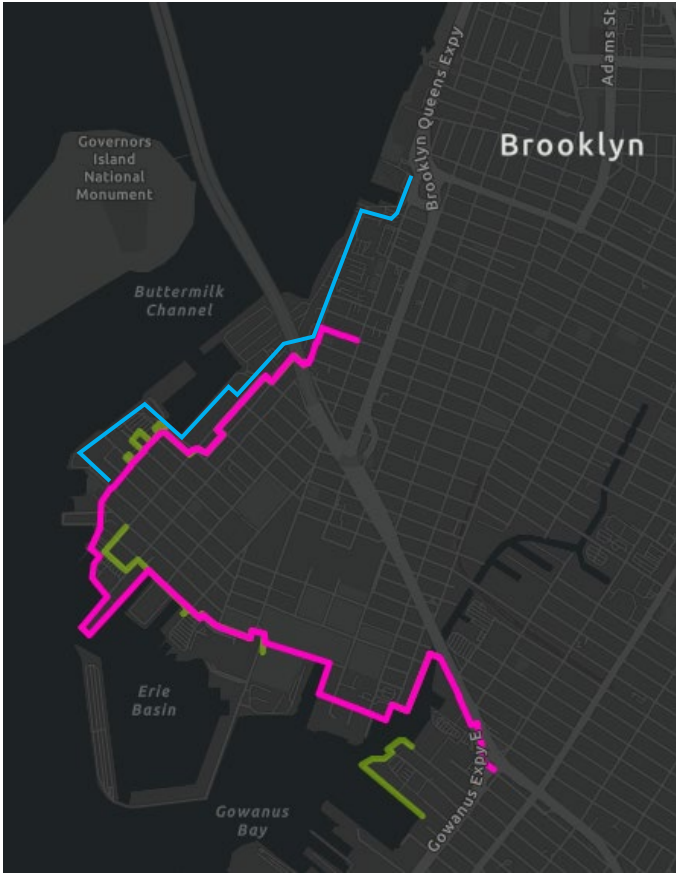 Adams St
Brooklyn Queens Expy
Brooklyn
Governors
Island
National
Monument
Buttermilk
Channel
Erie
Basin
Gowanus Expy E
Gowanus
Bay